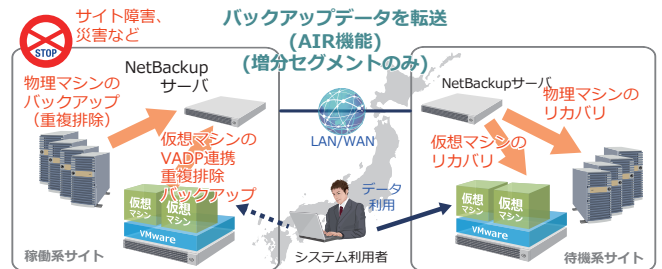 サイト障害、
災害など
STOP
バックアップデータを転送
(AIR機能)
(増分セグメントのみ)
物理マシンの
バックアップ
（重複排除）
NetBackup
サーバ
仮想マシンの
VADP連携
重複排除
バックアップ
仮想
マシン
仮想
マシン
VMware
稼働系サイト
LAN/WAN
データ
利用
システム利用者
NetBackupサーバ
物理マシンの
リカバリ
仮想マシンの
リカバリ
仮想
マシン
仮想
マシン
VMware
待機系サイト